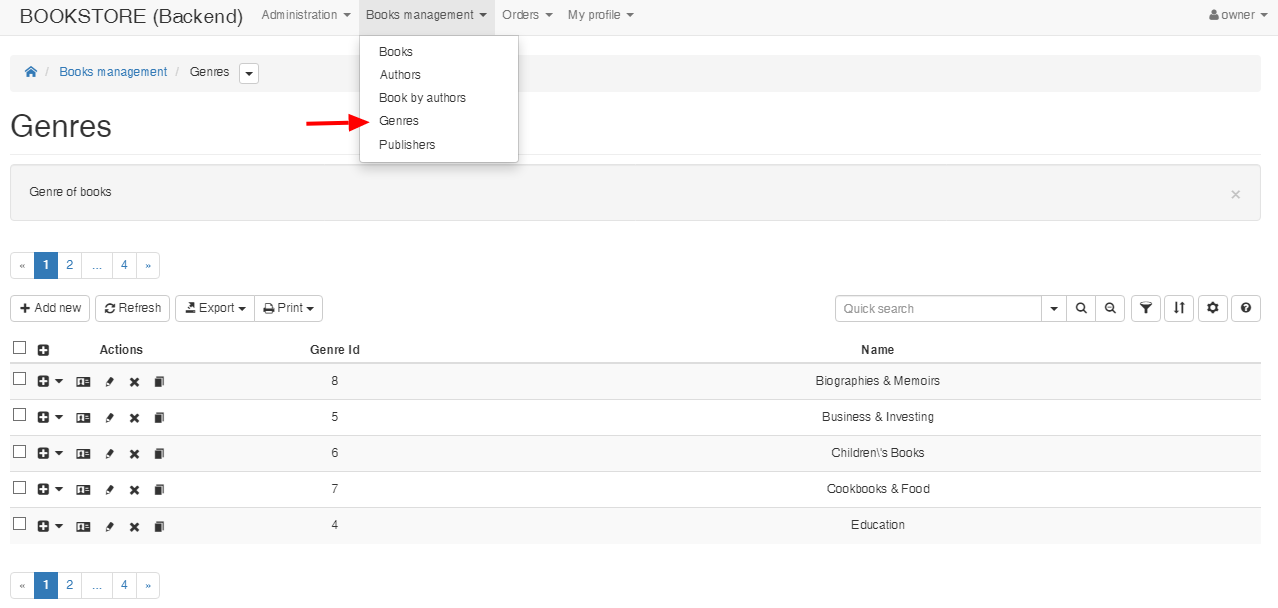 BOOKSTORE (Backend) Administration Books management Orders My profile owner
Books
Authors
Book by authors
Genres
Publishers
/ Books management / Genres
Genres
Genre of books ×
« 1 2 ... 4 »
Add new Refresh Export Print Quick search
Actions Genre Id Name
8 Biographies & Memoirs
5 Business & Investing
6 Children\'s Books
7 Cookbooks & Food
4 Education
« 1 2 ... 4 »